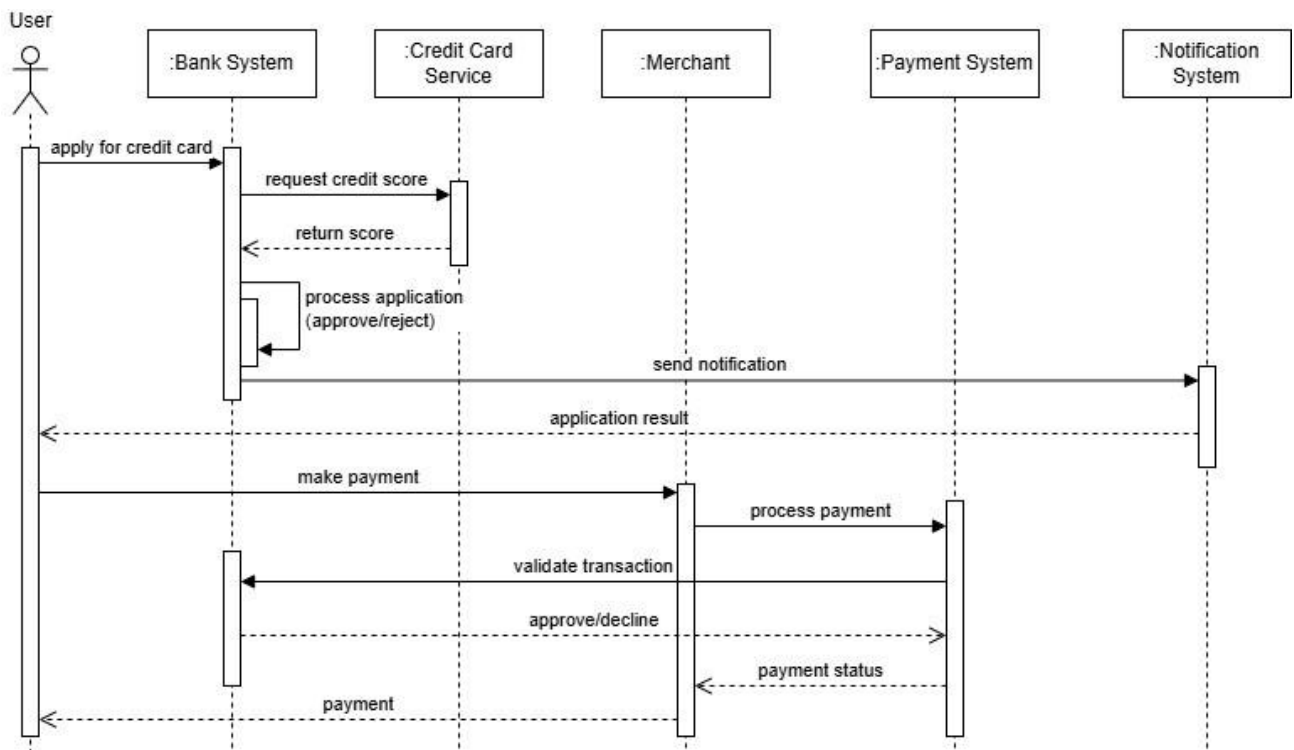 User
:Bank System
:Credit Card
Service
:Merchant
:Payment System
:Notification
System
apply for credit card
request credit score
return score
process application
(approve/reject)
send notification
application result
make payment
process payment
validate transaction
approve/decline
payment status
payment